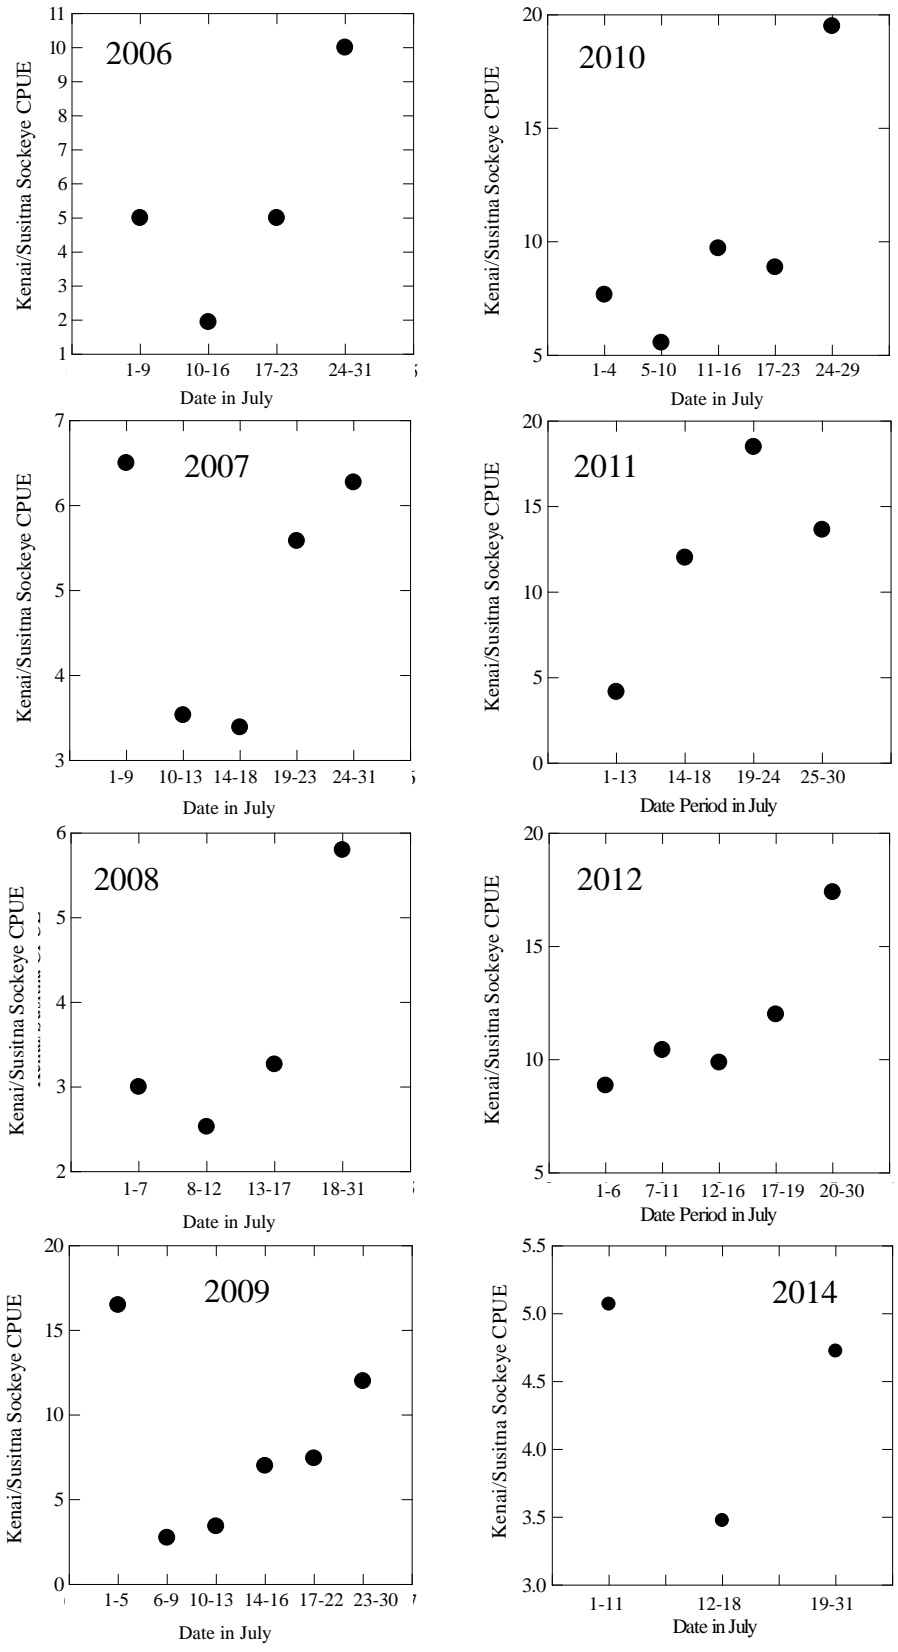 2006
Kenai/Susitna Sockeye CPUE
11
10
9
8
7
6
5
4
3
2
1
1-9 10-16 17-23 24-31
Date in July
2010
Kenai/Susitna Sockeye CPUE
20
15
10
5
1-4 5-10 11-16 17-23 24-29
Date in July
2007
Kenai/Susitna Sockeye CPUE
7
6
5
4
3
1-9 10-13 14-18 19-23 24-31
Date in July
2011
Kenai/Susitna Sockeye CPUE
20
15
10
5
0
1-13 14-18 19-24 25-30
Date Period in July
2008
Kenai/Susitna Sockeye CPUE
6
5
4
3
2
1-7 8-12 13-17 18-31
Date in July
2012
Kenai/Susitna Sockeye CPUE
20
15
10
5
1-6 7-11 12-16 17-19 20-30
Date Period in July
2009
Kenai/Susitna Sockeye CPUE
20
15
10
5
0
1-5 6-9 10-13 14-16 17-22 23-30
Date in July
2014
Kenai/Susitna Sockeye CPUE
5.5
5.0
4.5
4.0
3.5
3.0
1-11 12-18 19-31
Date in July